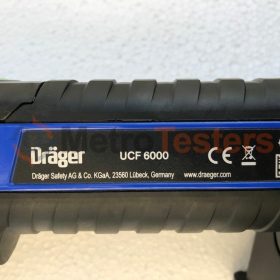 MetroTesters
Dräger
UCF 6000
CE
Dräger Safety AG & Co. KGaA, 23560 Lübeck, Germany
www.draeger.com